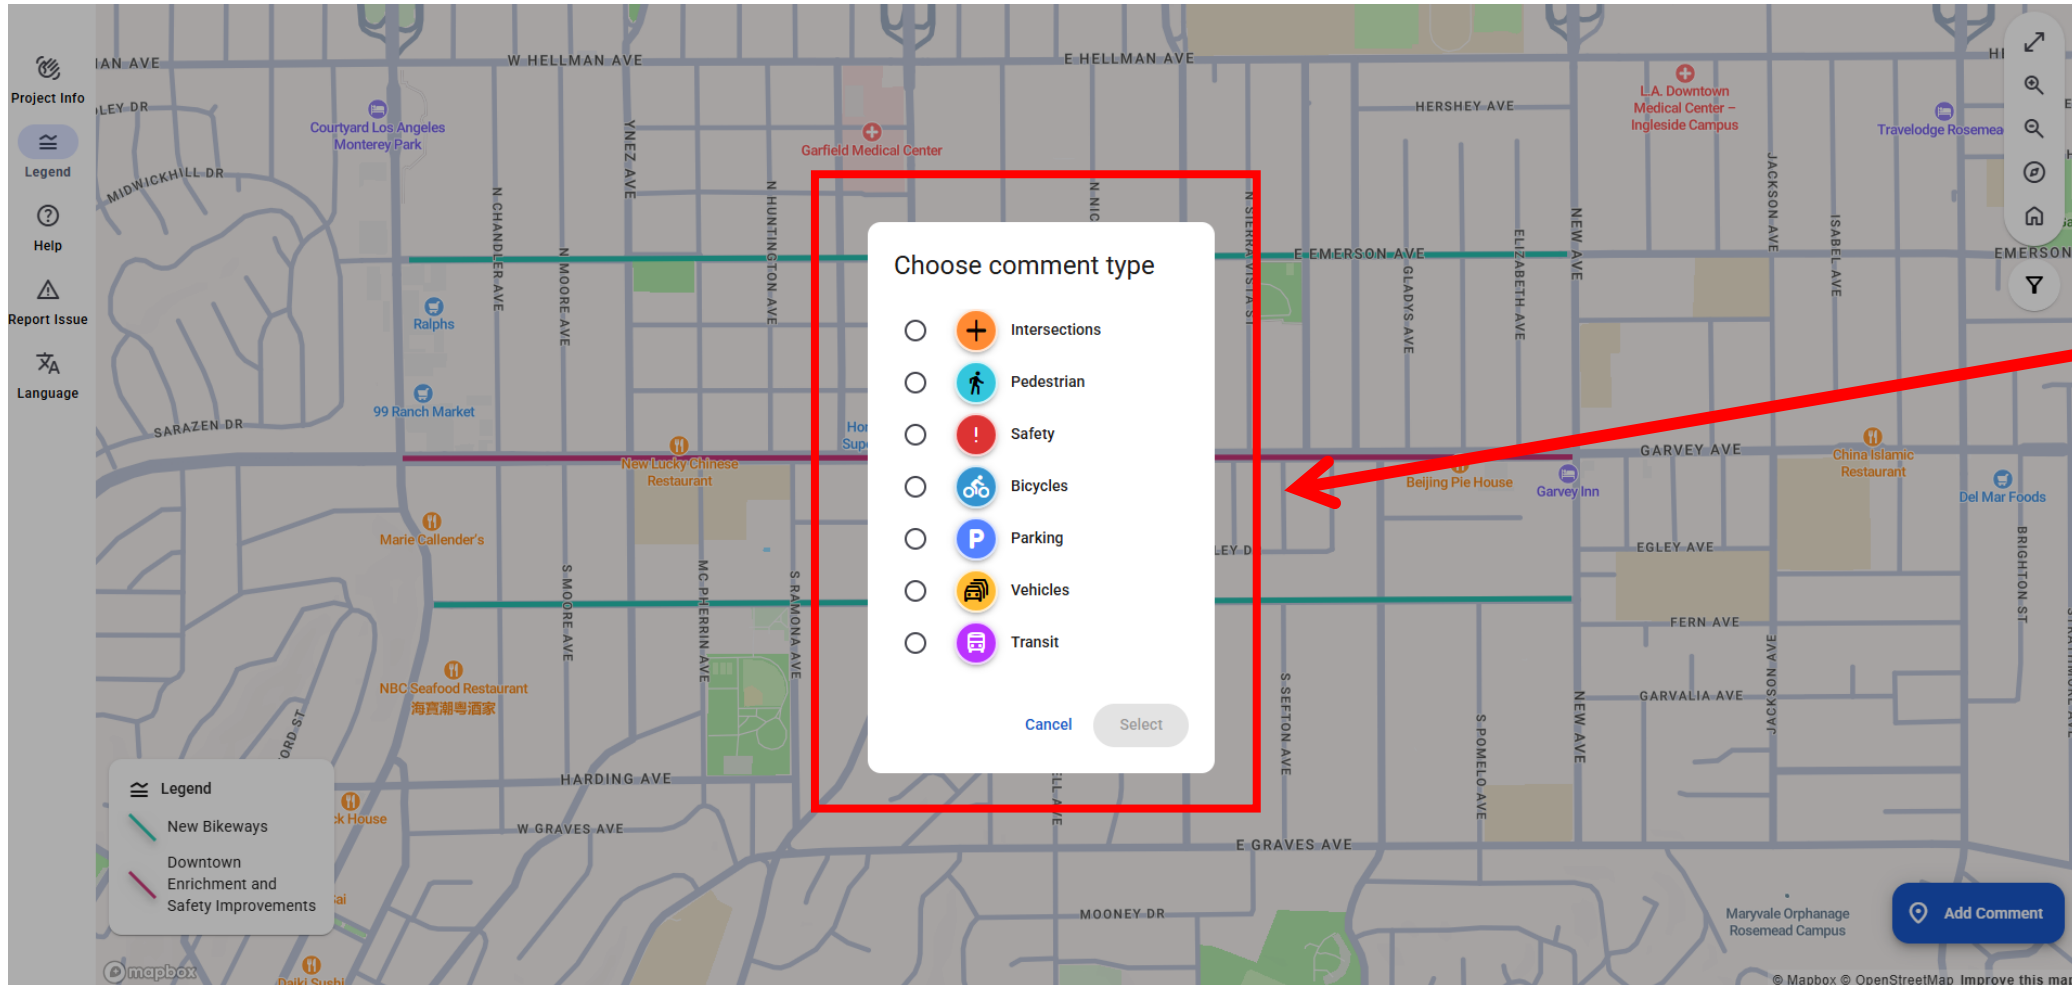 Project Info
Legend
Help
Report Issue
Language
W HELLMAN AVE
E HELLMAN AVE
HERSHEY AVE
L.A. Downtown
Medical Center –
Ingleside Campus
Courtyard Los Angeles
Monterey Park
Garfield Medical Center
MIDWICKHILL DR
YNEZ AVE
N CHANDLER AVE
N MOORE AVE
N HUNTINGTON AVE
JACKSON AVE
ISABEL AVE
NEW AVE
ELIZABETH AVE
GLADYS AVE
E EMERSON AVE
EMERSON
N SIERRA VISTA ST
Choose comment type
Intersections
Pedestrian
Safety
Bicycles
Parking
Vehicles
Transit
Cancel
Select
Ralphs
99 Ranch Market
SARAZEN DR
New Lucky Chinese
Restaurant
GARVEY AVE
China Islamic
Restaurant
Beijing Pie House
Garvey Inn
Del Mar Foods
Marie Callender's
EGLEY AVE
BRIGHTON ST
S MOORE AVE
MC PHERRIN AVE
S RAMONA AVE
FERN AVE
JACKSON AVE
GARVALIA AVE
NEW AVE
S SEFTON AVE
S POMELO AVE
NBC Seafood Restaurant
海寶潮粵酒家
HARDING AVE
W GRAVES AVE
E GRAVES AVE
Legend
New Bikeways
Downtown
Enrichment and
Safety Improvements
MOONEY DR
Maryvale Orphanage
Rosemead Campus
Add Comment
Daiki Sushi
mapbox
© Mapbox © OpenStreetMap Improve this map